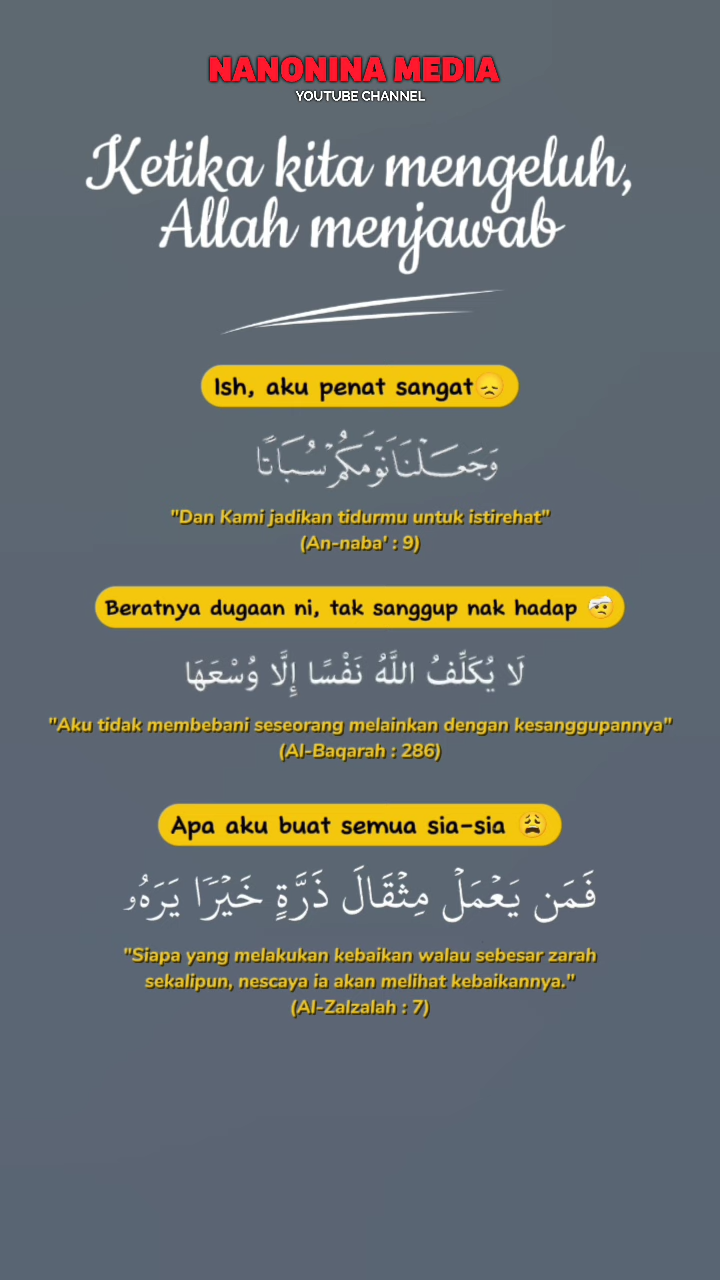 NANONINA MEDIA
YOUTUBE CHANNEL
Ketika kita mengeluh,
Allah menjawab
Ish, aku penat sangat😞
وَجَعَلْنَا نَوْمَكُمْ سُبَاتًا
"Dan Kami jadikan tidurmu untuk istirehat"
(An-naba' : 9)
Beratnya dugaan ni, tak sanggup nak hadap 🤕
لَا يُكَلِّفُ اللَّهُ نَفْسًا إِلَّا وُسْعَهَا
"Aku tidak membebani seseorang melainkan dengan kesanggupannya"
(Al-Baqarah : 286)
Apa aku buat semua sia-sia 😩
فَمَن يَعْمَلْ مِثْقَالَ ذَرَّةٍ خَيْرًا يَرَهُۥ
"Siapa yang melakukan kebaikan walau sebesar zarah
sekalipun, nescaya ia akan melihat kebaikannya."
(Al-Zalzalah : 7)